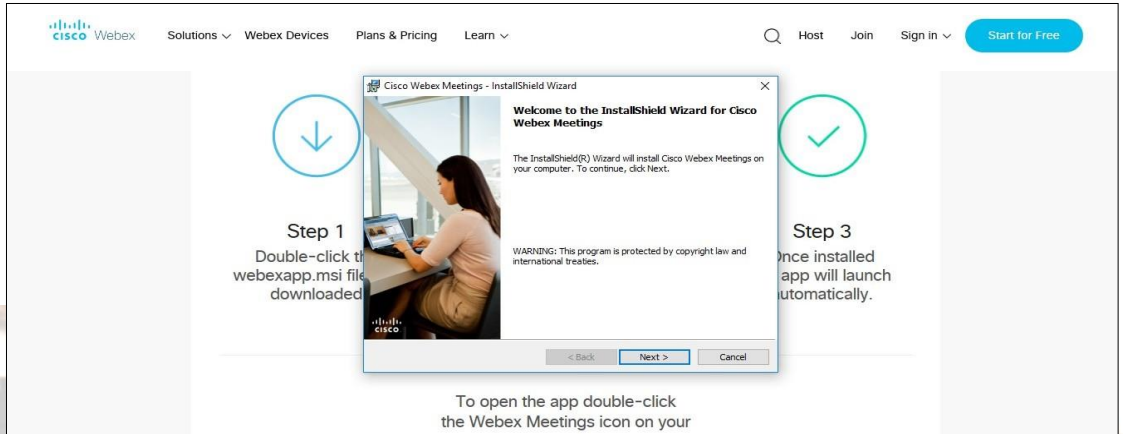 CISCO Webex Solutions Webex Devices Plans & Pricing Learn Host Join Sign in Start for Free
Cisco Webex Meetings - InstallShield Wizard
Welcome to the InstallShield Wizard for Cisco
Webex Meetings
The InstallShield(R) Wizard will install Cisco Webex Meetings on
your computer. To continue, click Next.
WARNING: This program is protected by copyright law and
international treaties.
CISCO
< Back Next > Cancel
Step 1
Double-click
webexapp.msi file
downloaded
Step 3
Once installed
app will launch
automatically.
To open the app double-click
the Webex Meetings icon on your